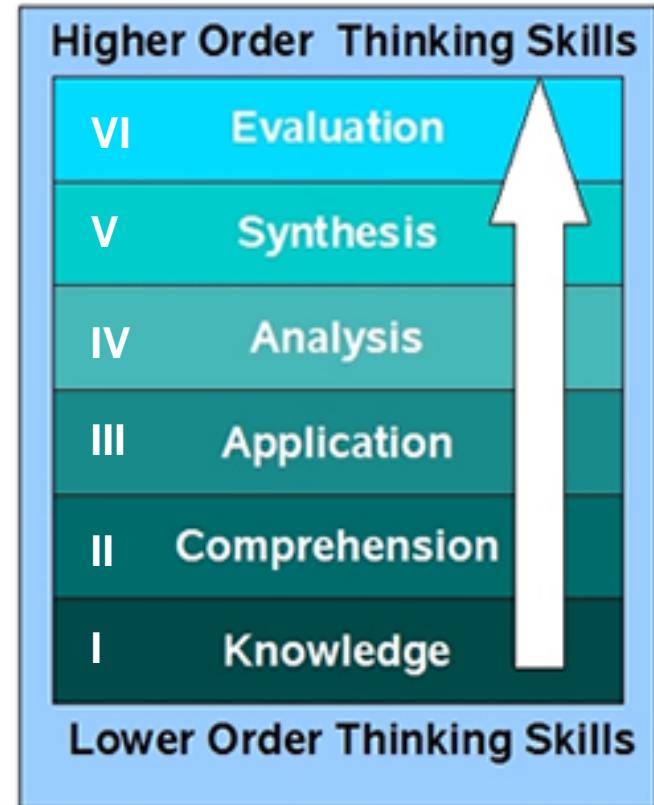 Higher Order Thinking Skills
VI Evaluation
V Synthesis
IV Analysis
III Application
II Comprehension
I Knowledge
Lower Order Thinking Skills